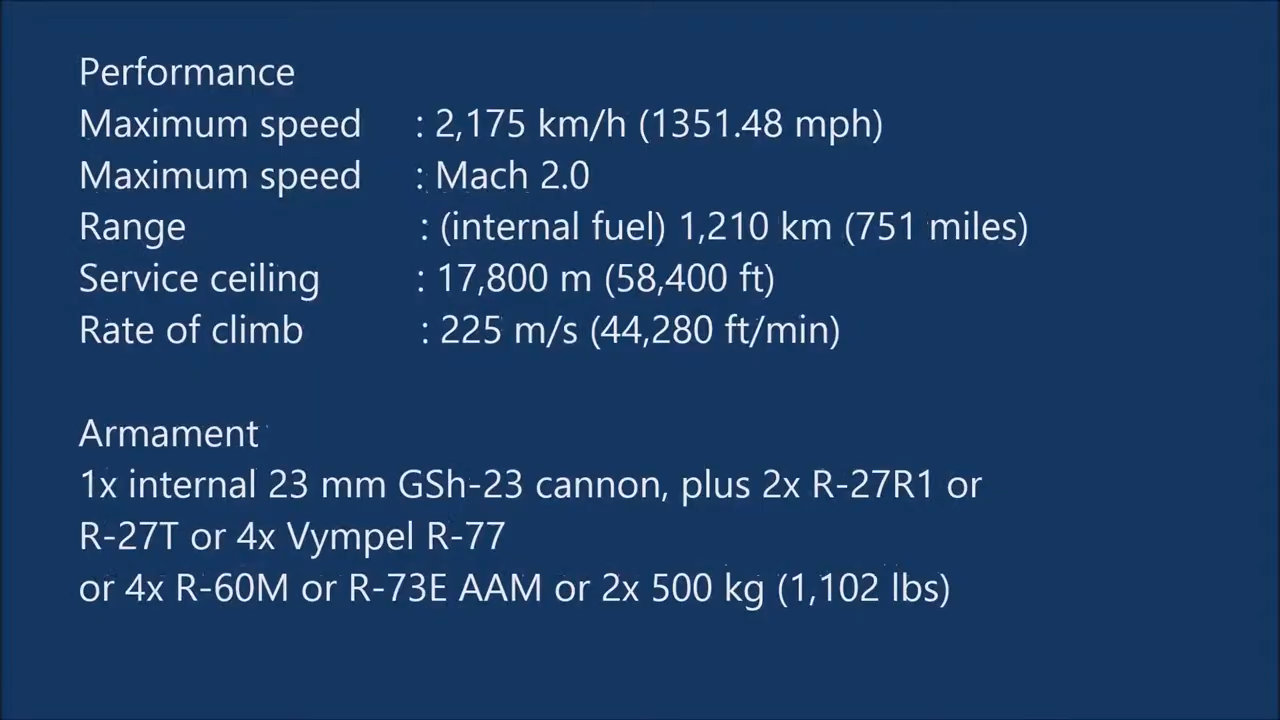 Performance
Maximum speed : 2,175 km/h (1351.48 mph)
Maximum speed : Mach 2.0
Range : (internal fuel) 1,210 km (751 miles)
Service ceiling : 17,800 m (58,400 ft)
Rate of climb : 225 m/s (44,280 ft/min)
Armament
1x internal 23 mm GSh-23 cannon, plus 2x R-27R1 or
R-27T or 4x Vympel R-77
or 4x R-60M or R-73E AAM or 2x 500 kg (1,102 lbs)